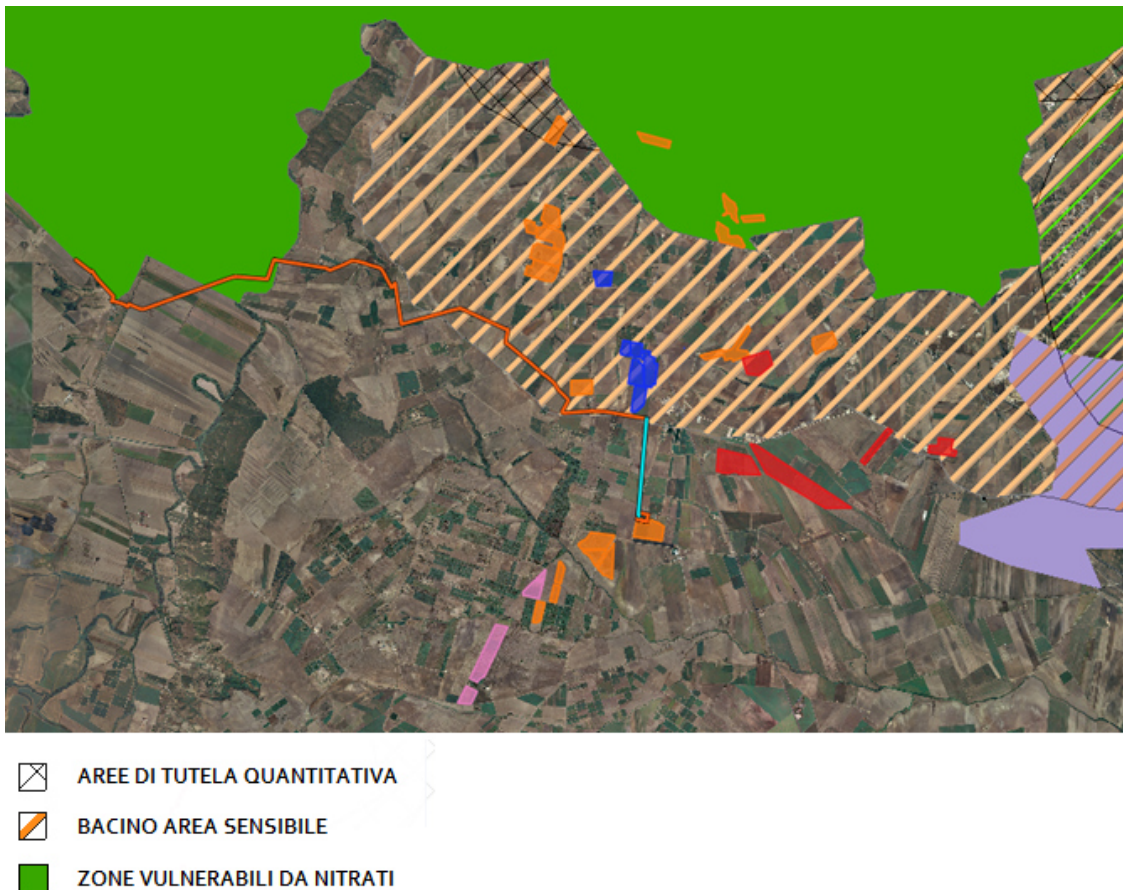 AREE DI TUTELA QUANTITATIVA
BACINO AREA SENSIBILE
ZONE VULNERABILI DA NITRATI